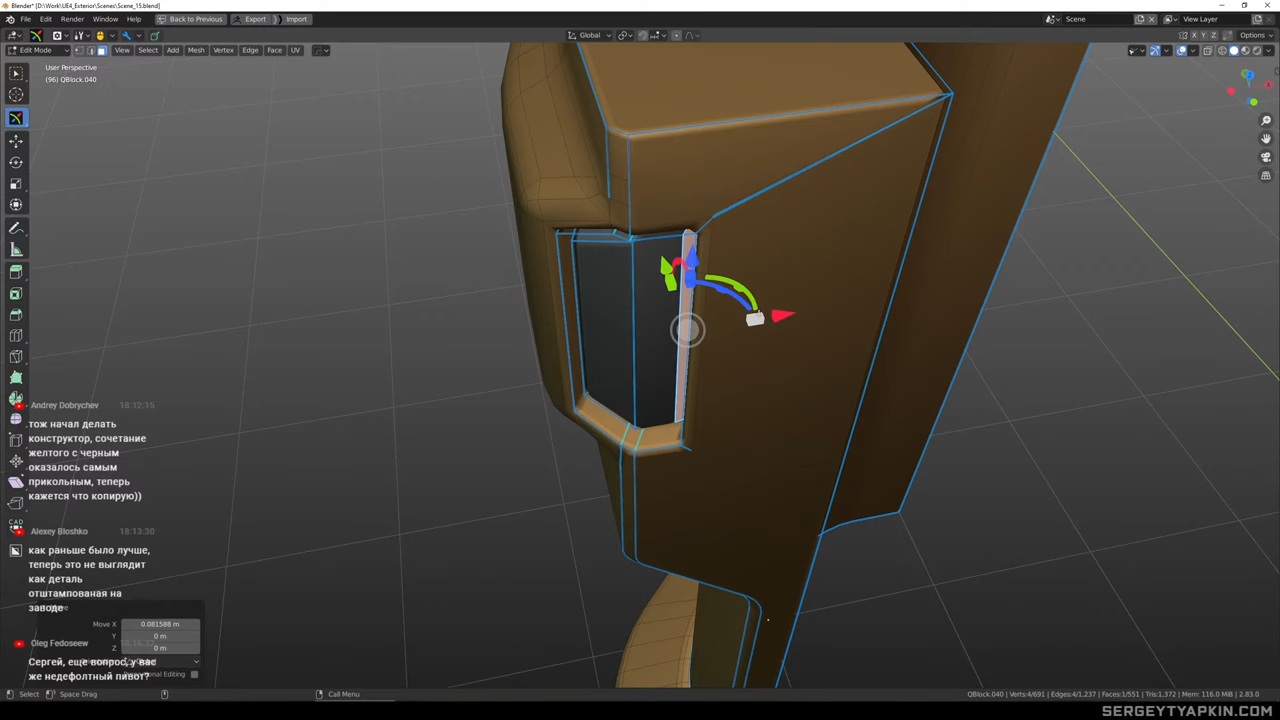 Blender* [D:\Work\UE4_Exterior\Scenes\Scene_15.blend]
File Edit Render Window Help Back to Previous Export Import Scene View Layer
Global Options
Edit Mode View Select Add Mesh Vertex Edge Face UV X Y Z
User Perspective
(96) QBlock.040
Andrey Dobrychev 18:12:15
тож начал делать
конструктор, сочетание
желтого с черным
оказалось самым
прикольным, теперь
кажется что копирую))
CAD
Alexey Bloshko 18:13:30
как раньше было лучше,
теперь это не выглядит
как деталь
отштампованая на
заводе
Move X 0.081588 m
Y 0 m
Z 0 m
Oleg Fedoseew
Сергей, еще вопрос, у вас
же недефолтный пивот?
Select Space Drag Call Menu QBlock.040 | Verts:4/691 | Edges:4/1,237 | Faces:1/551 | Tris:1,372 | Mem: 116.0 MiB | 2.83.0
SERGEYTYAPKIN.COM